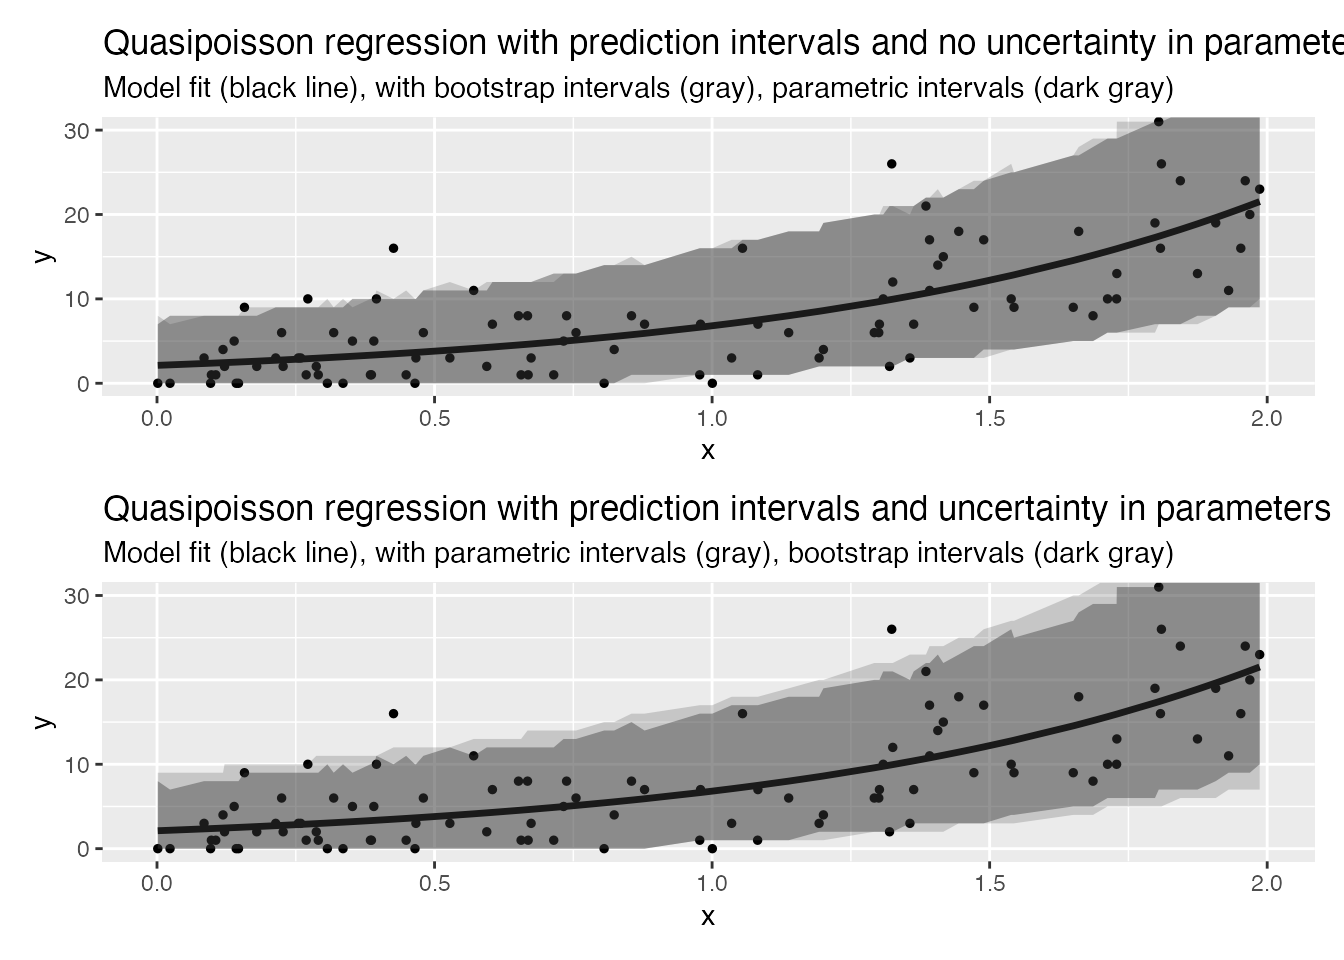 Quasipoisson regression with prediction intervals and no uncertainty in paramete
Model fit (black line), with bootstrap intervals (gray), parametric intervals (dark gray)
30
20
10
0
y
0.0 0.5 1.0 1.5 2.0
x
Quasipoisson regression with prediction intervals and uncertainty in parameters
Model fit (black line), with parametric intervals (gray), bootstrap intervals (dark gray)
30
20
10
0
y
0.0 0.5 1.0 1.5 2.0
x